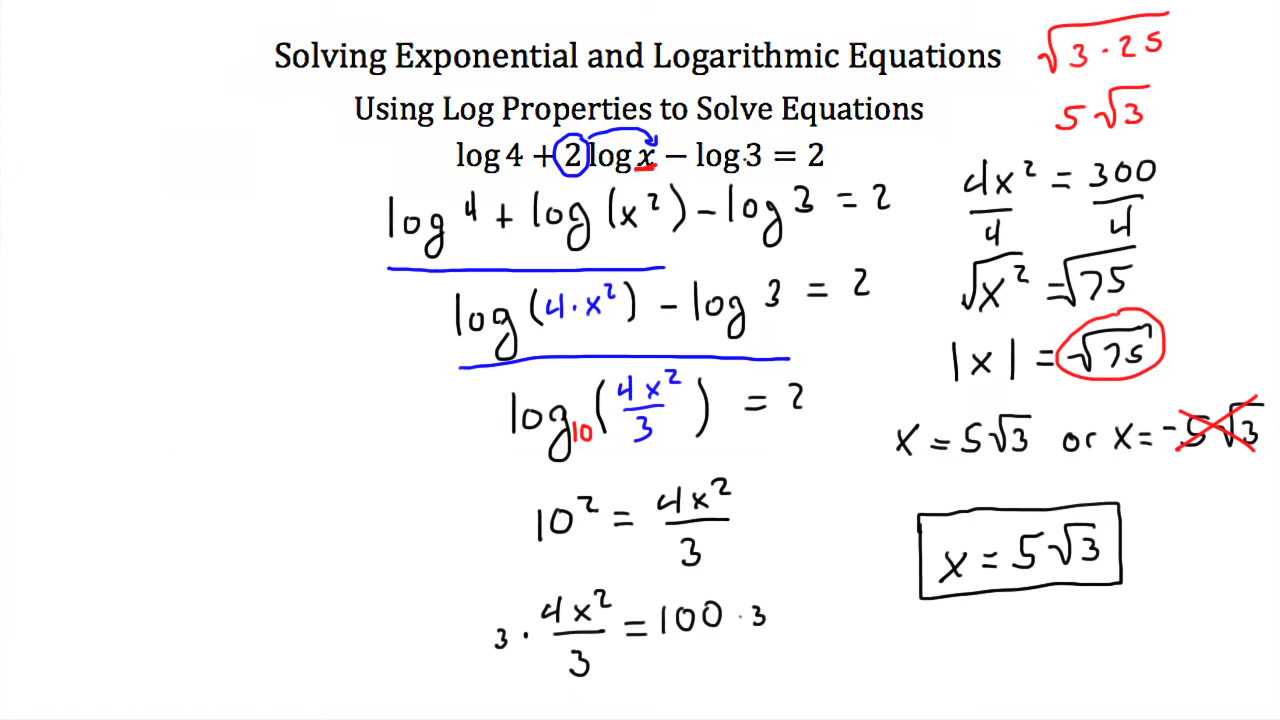 Solving Exponential and Logarithmic Equations
Using Log Properties to Solve Equations
log 4 + 2 log x − log 3 = 2
log 4 + log (x²) − log 3 = 2
log (4 · x²) − log 3 = 2
log₁₀ (4x²/3) = 2
10² = 4x²/3
3 · 4x²/3 = 100 · 3
√3 · 25
5√3
4x²/4 = 300/4
√x² = √75
|x| = √75
x = 5√3 or x = −5√3
x = 5√3